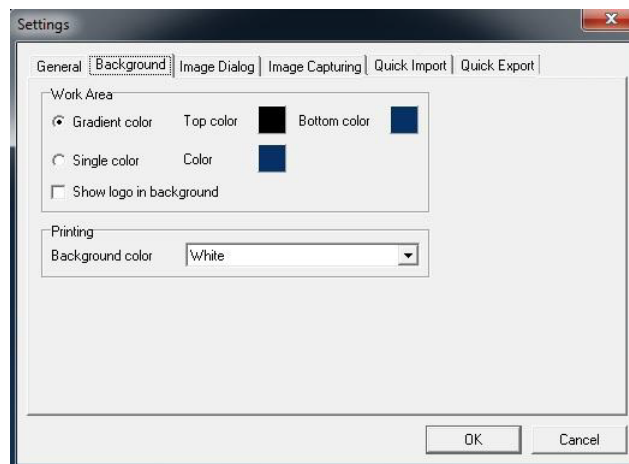 Settings
General Background Image Dialog Image Capturing Quick Import Quick Export
Work Area
Gradient color Top color Bottom color
Single color Color
Show logo in background
Printing
Background color White
OK Cancel